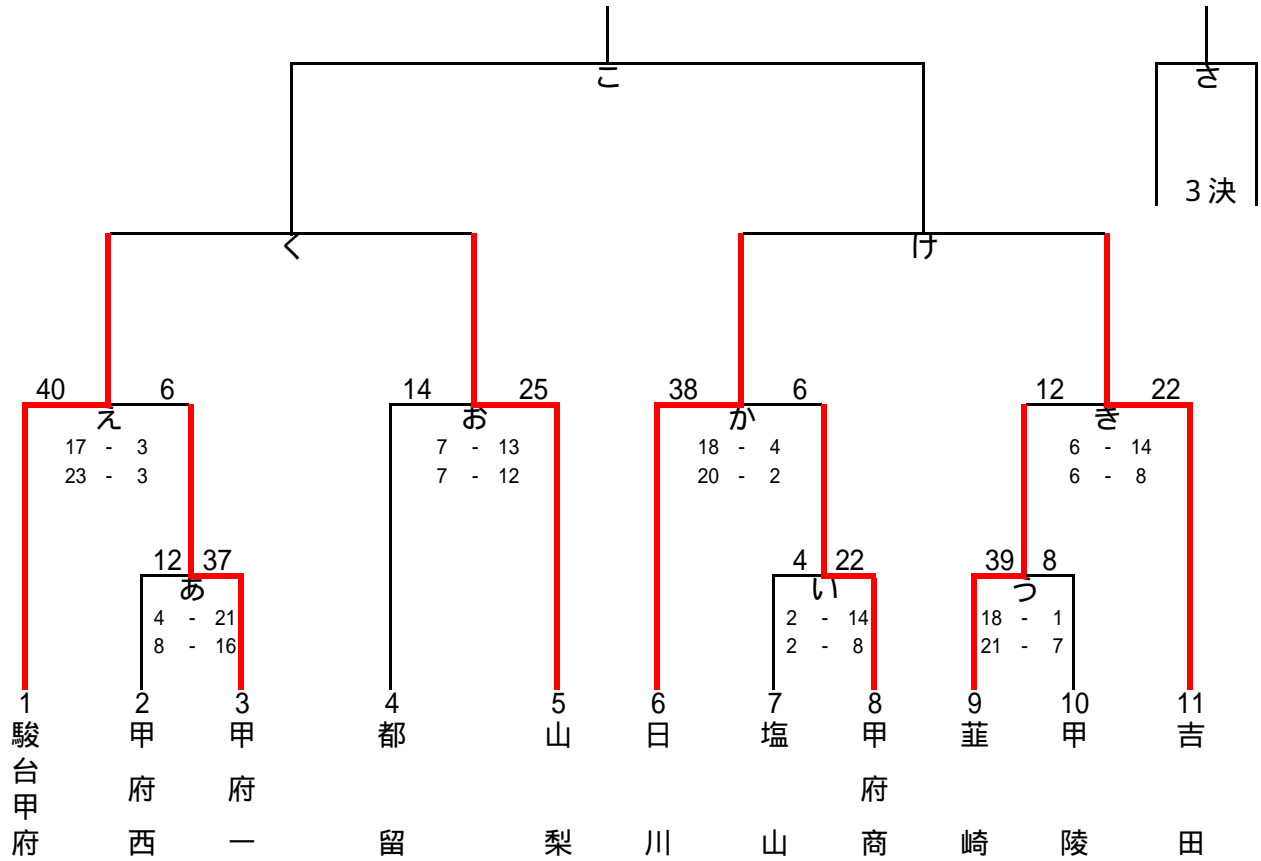 こ
さ
3決
く
け
40 6
14 25
38 6
12 22
え
お
か
き
17 - 3
23 - 3
7 - 13
7 - 12
18 - 4
20 - 2
6 - 14
6 - 8
12 37
4 22
39 8
あ
い
う
4 - 21
8 - 16
2 - 14
2 - 8
18 - 1
21 - 7
1 2 3 4 5 6 7 8 9 10 11
駿台甲府
甲府西
甲府一
都留
山梨
日川
塩山
甲府商
韮崎
甲陵
吉田